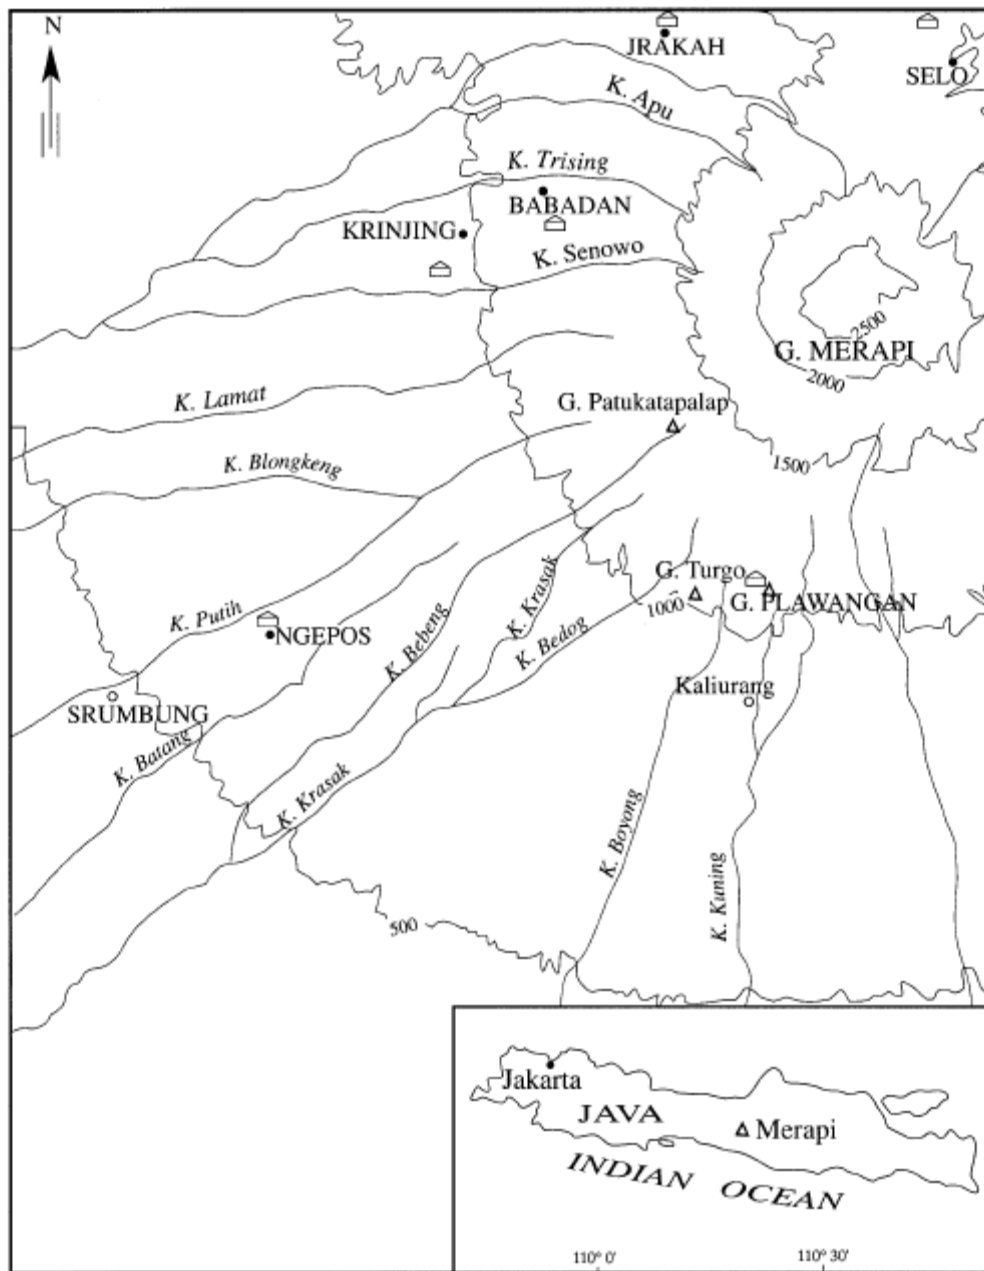 N
JRAKAH
SELO
K. Apu
K. Trising
BABADAN
KRINJING
K. Senowo
2500
G. MERAPI
2000
K. Lamat
G. Patukatapalap
1500
K. Blongkeng
K. Krasak
G. Turgo
1000
G. PLAWANGAN
K. Putih
NGEPOS
K. Bebeng
K. Bedog
Kaliurang
SRUMBUNG
K. Batang
K. Krasak
K. Boyong
K. Kuning
500
Jakarta
JAVA
Merapi
INDIAN OCEAN
110° 0'
110° 30'